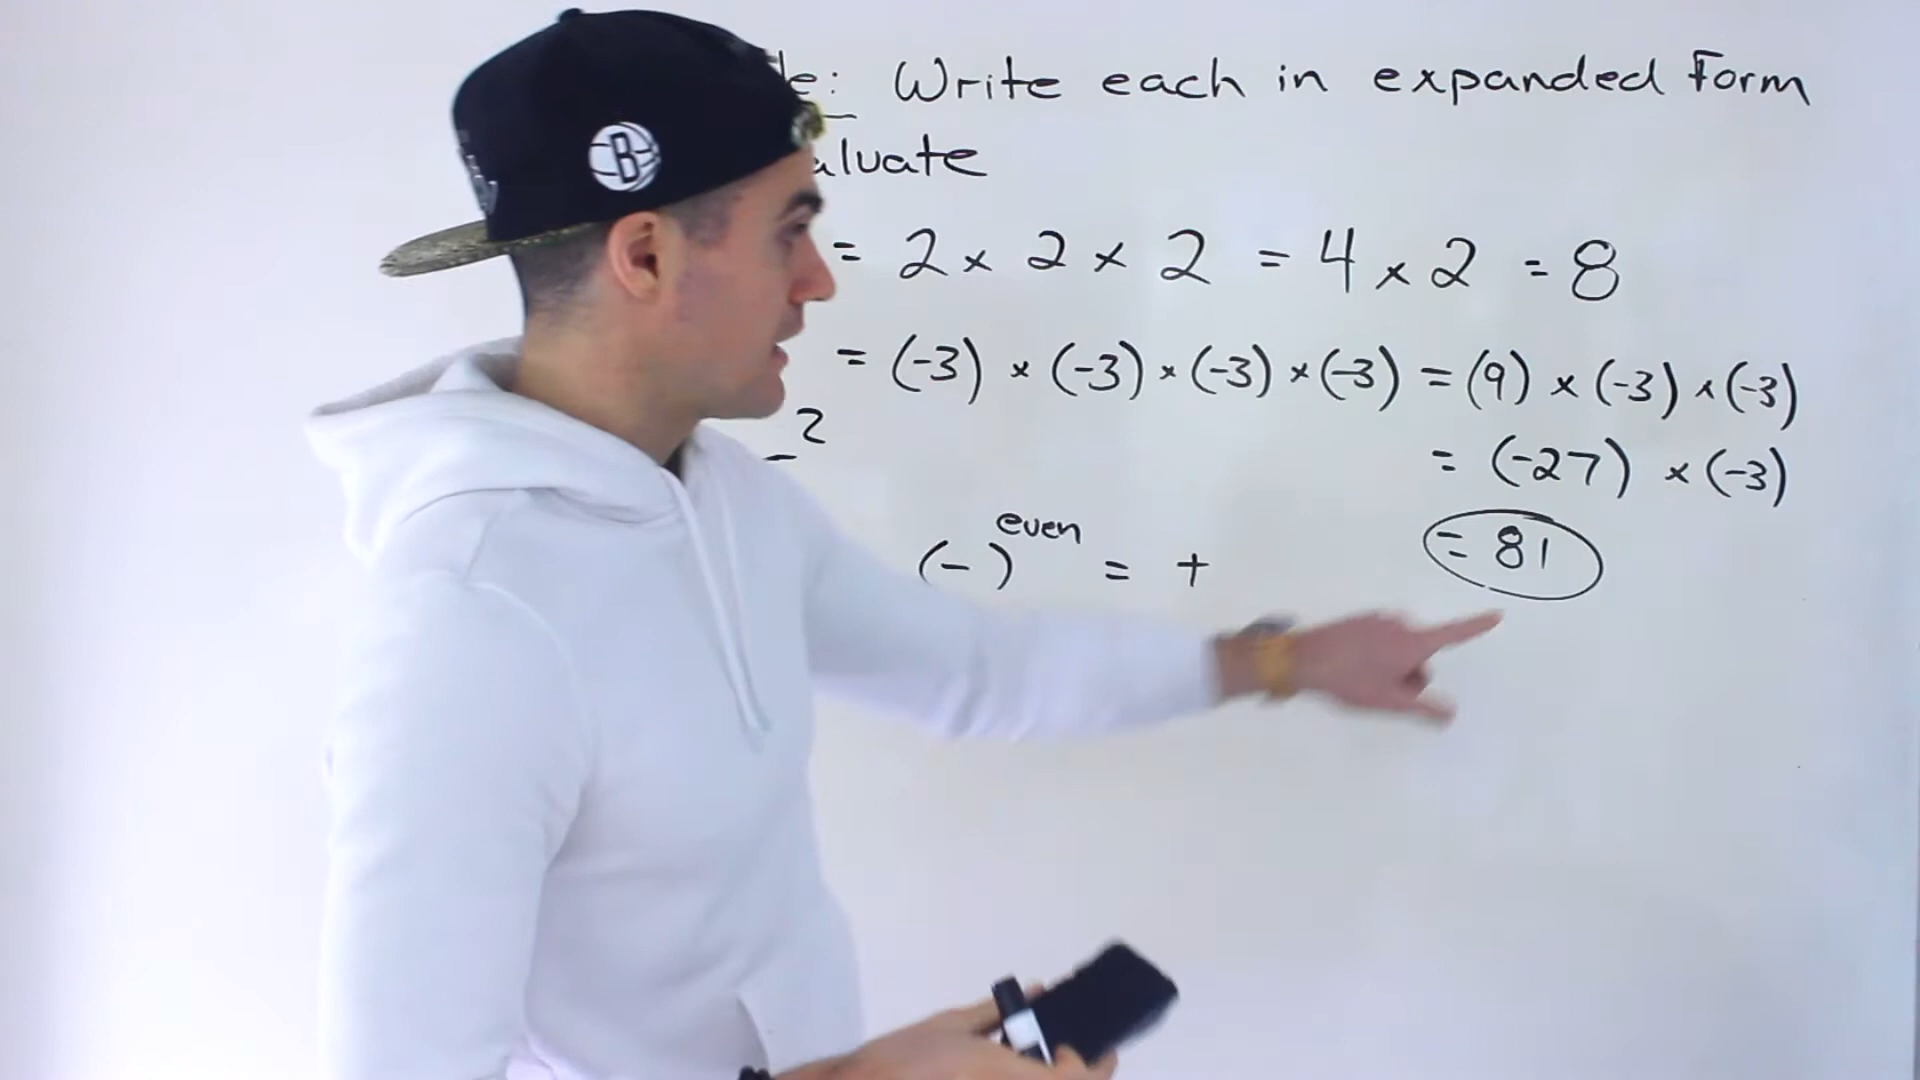 Write each in expanded form
= 2 × 2 × 2 = 4 × 2 = 8
= (-3) × (-3) × (-3) × (-3) = (9) × (-3) × (-3)
2
= (-27) × (-3)
(-)^even = +
= 81
B